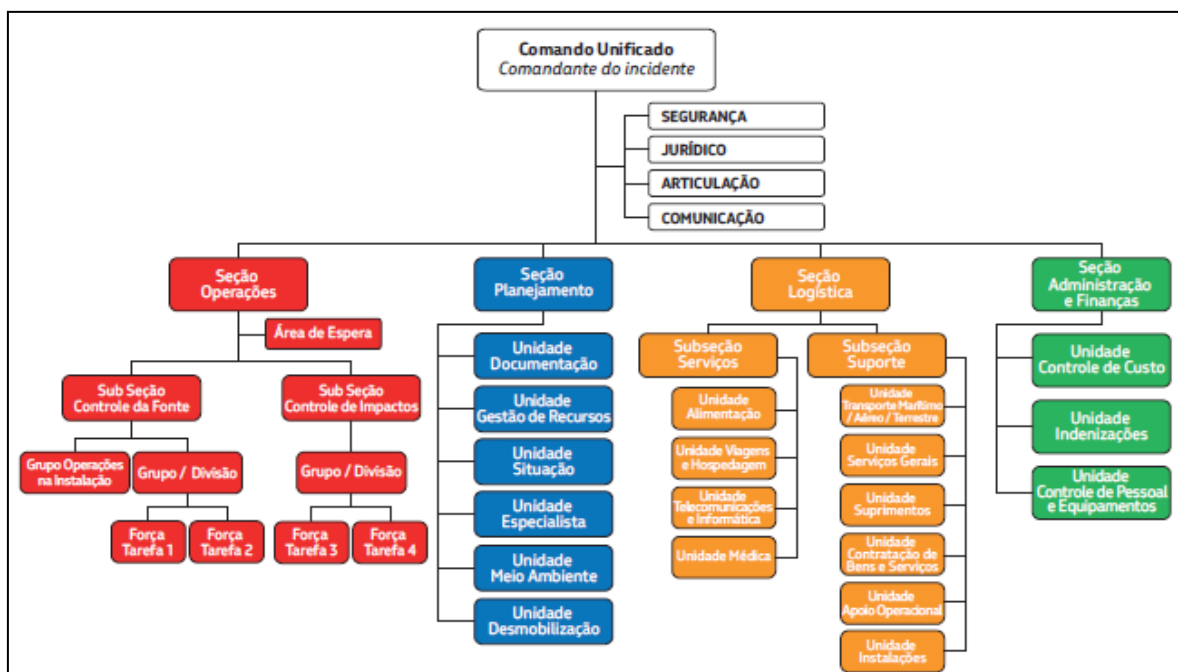 Comando Unificado
Comandante do incidente
SEGURANÇA
JURÍDICO
ARTICULAÇÃO
COMUNICAÇÃO
Seção
Operações
Área de Espera
Sub Seção
Controle da Fonte
Sub Seção
Controle de Impactos
Grupo Operações
na Instalação
Grupo / Divisão
Grupo / Divisão
Força
Tarefa 1
Força
Tarefa 2
Força
Tarefa 3
Força
Tarefa 4
Seção
Planejamento
Unidade
Documentação
Unidade
Gestão de Recursos
Unidade
Situação
Unidade
Especialista
Unidade
Meio Ambiente
Unidade
Desmobilização
Seção
Logística
Subseção
Serviços
Unidade
Alimentação
Unidade Viagens
e Hospedagem
Unidade
Telecomunicações
e Informática
Unidade Médica
Subseção
Suporte
Unidade
Transporte Marítimo
/ Aéreo / Terrestre
Unidade
Serviços Gerais
Unidade
Suprimentos
Unidade
Contratação de
Bens e Serviços
Unidade
Apoio Operacional
Unidade
Instalações
Seção
Administração
e Finanças
Unidade
Controle de Custo
Unidade
Indenizações
Unidade
Controle de Pessoal
e Equipamentos